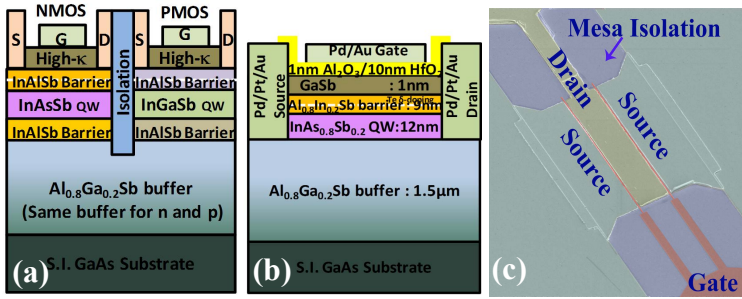 NMOS
PMOS
S
G
D
S
G
D
High-κ
High-κ
InAlSb Barrier
InAsSb QW
InAlSb Barrier
Isolation
InAlSb Barrier
InGaSb QW
InAlSb Barrier
Al0.8Ga0.2Sb buffer
(Same buffer for n and p)
S.I. GaAs Substrate
(a)
Pd/Au Gate
1nm Al2O3/10nm HfO2
GaSb : 1nm
Te δ-doping
Al0.8In0.2Sb barrier : 9nm
InAs0.8Sb0.2 QW:12nm
Pd/Pt/Au
Source
Pd/Pt/Au
Drain
Al0.8Ga0.2Sb buffer : 1.5μm
S.I. GaAs Substrate
(b)
Mesa Isolation
Drain
Source
Source
Gate
(c)